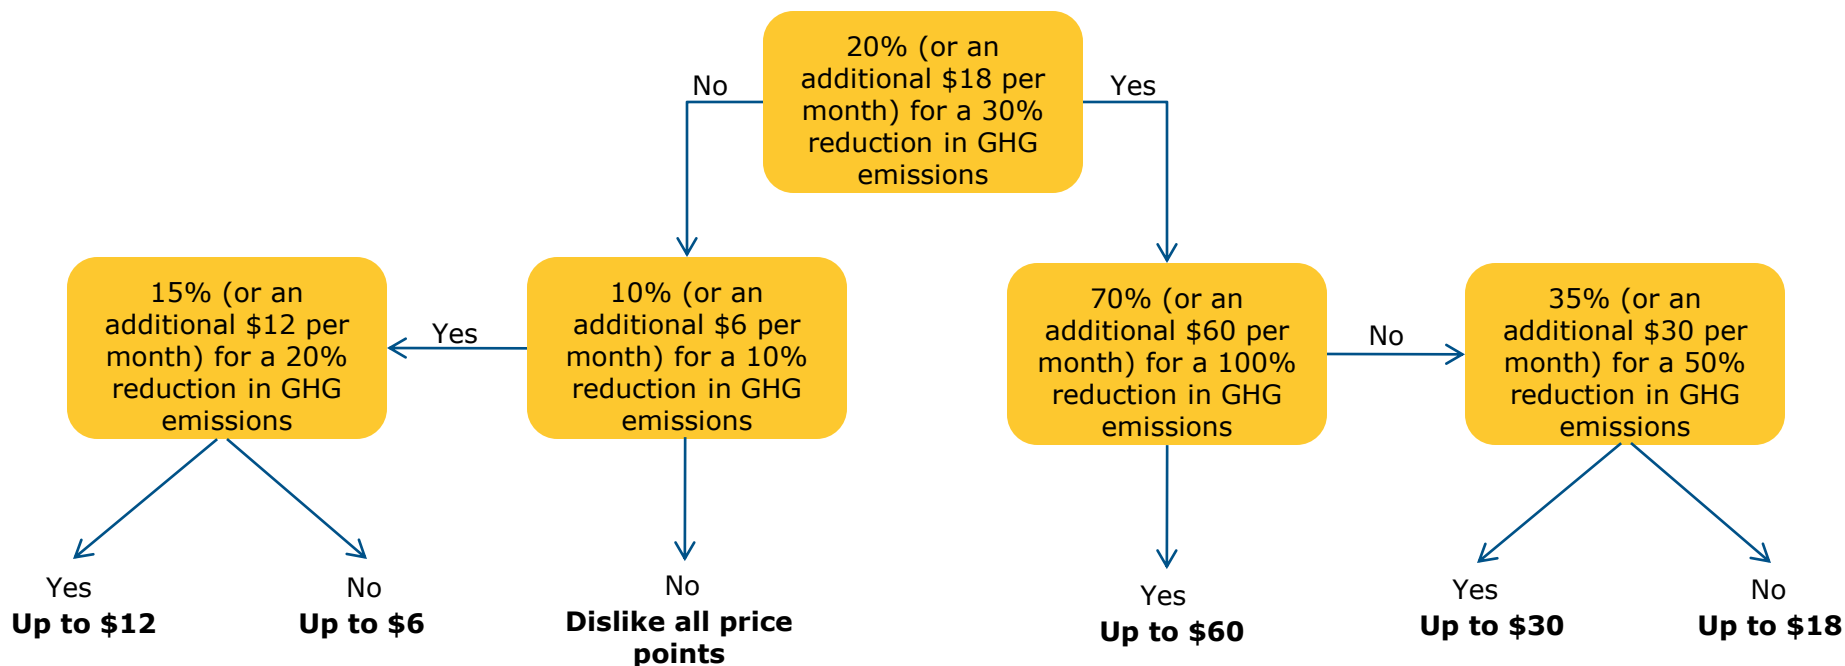 20% (or an
additional $18 per
month) for a 30%
reduction in GHG
emissions
No
Yes
15% (or an
additional $12 per
month) for a 20%
reduction in GHG
emissions
Yes
10% (or an
additional $6 per
month) for a 10%
reduction in GHG
emissions
70% (or an
additional $60 per
month) for a 100%
reduction in GHG
emissions
No
35% (or an
additional $30 per
month) for a 50%
reduction in GHG
emissions
Yes
Up to $12
No
Up to $6
No
Dislike all price
points
Yes
Up to $60
Yes
Up to $30
No
Up to $18